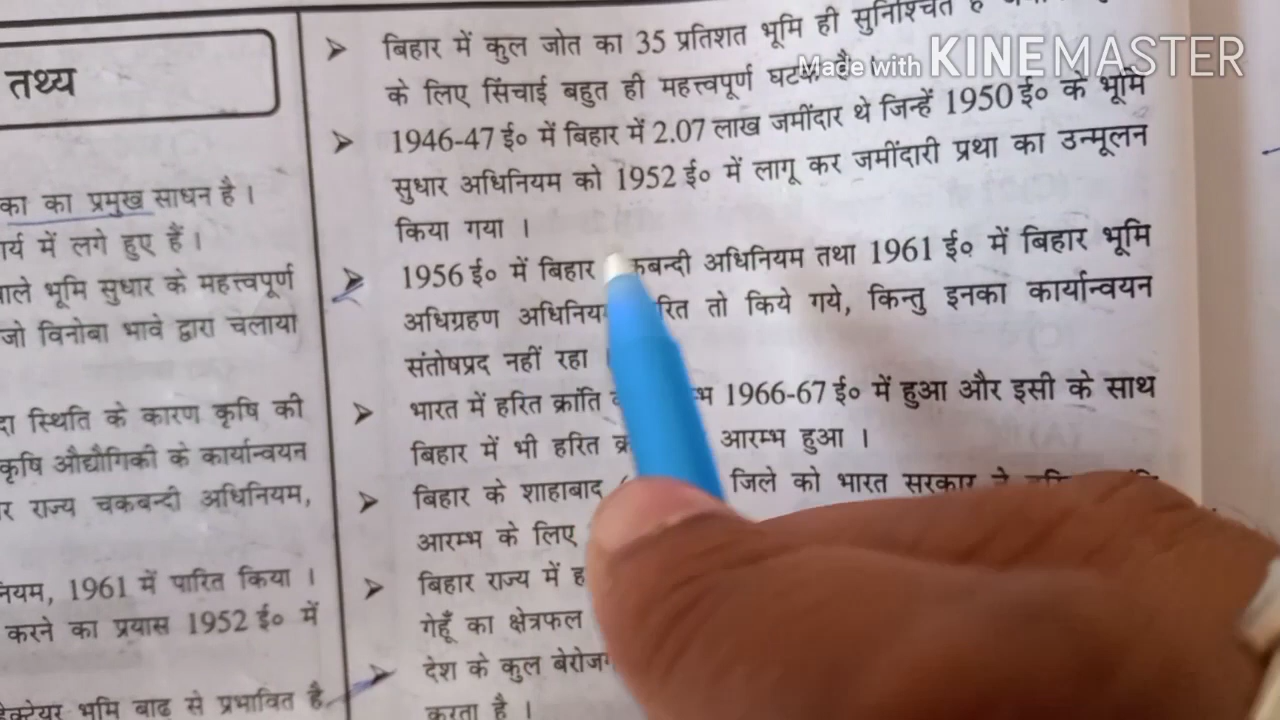 तथ्य
का का प्रमुख साधन है ।
र्य में लगे हुए हैं ।
वाले भूमि सुधार के महत्त्वपूर्ण
जो विनोबा भावे द्वारा चलाया
स्थिति के कारण कृषि की
कृषि औद्योगिकी के कार्यान्वयन
राज्य चकबन्दी अधिनियम,
1961 में पारित किया ।
करने का प्रयास 1952 ई० में
भूमि बाढ़ से प्रभावित है
➤ बिहार में कुल जोत का 35 प्रतिशत भूमि ही सुनिश्चित है
के लिए सिंचाई बहुत ही महत्त्वपूर्ण
➤ 1946-47 ई० में बिहार में 2.07 लाख जमींदार थे जिन्हें 1950 ई० के भूमि
सुधार अधिनियम को 1952 ई० में लागू कर जमींदारी प्रथा का उन्मूलन
किया गया ।
➤ 1956 ई० में बिहार कबन्दी अधिनियम तथा 1961 ई० में बिहार भूमि
अधिग्रहण अधिनिय रित तो किये गये, किन्तु इनका कार्यान्वयन
संतोषप्रद नहीं रहा ।
➤ भारत में हरित क्रांति भ 1966-67 ई० में हुआ और इसी के साथ
बिहार में भी हरित क्र आरम्भ हुआ ।
➤ बिहार के शाहाबाद ( जिले को भारत सरकार ने
आरम्भ के लिए
➤ बिहार राज्य में ह
गेहूँ का क्षेत्रफल
➤ देश के कुल बेरोजग
करता है ।
Made with KINEMASTER